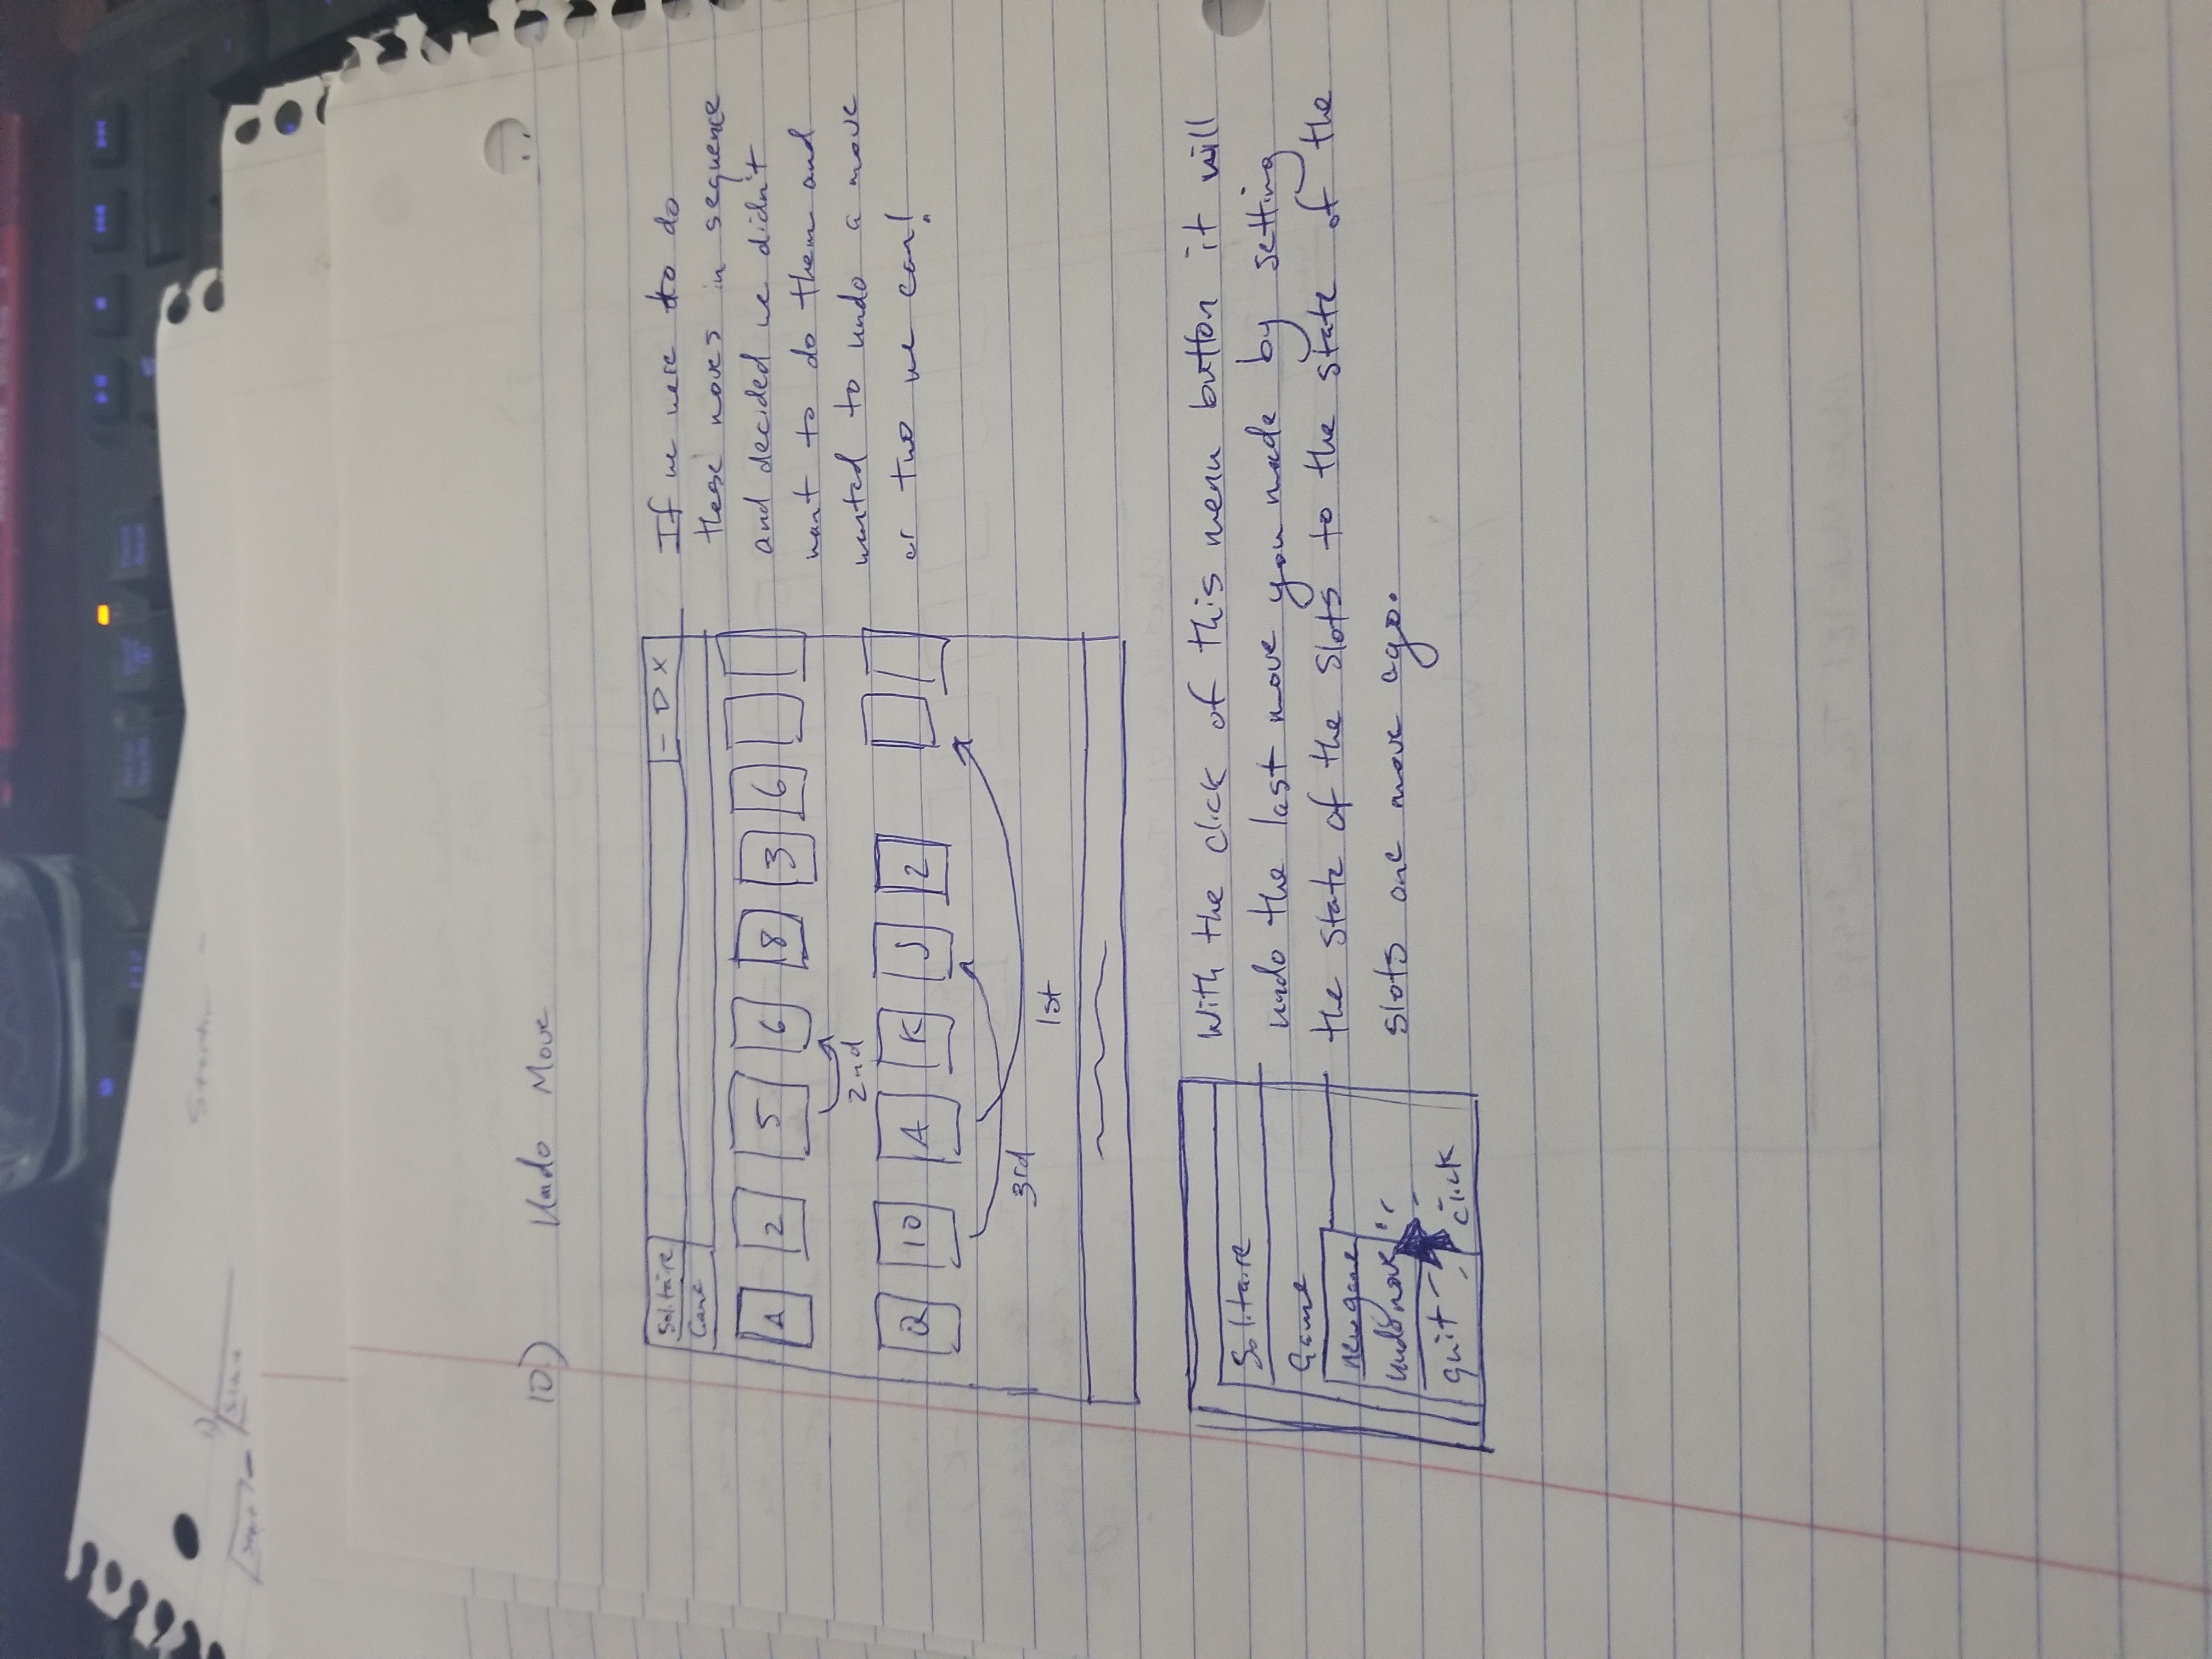 10.) Undo Move
Solitaire - D X
Game
A 2 5 6 8 3 6
2nd
Q 10 A K J 2
3rd
1st
If we were to do
these moves in sequence
and decided we didn't
want to do them and
wanted to undo a move
or two we can!
Solitaire
Game
new game
undo move
quit
click
With the click of this menu button it will
undo the last move you made by setting
the state of the slots to the state of the
slots one move ago.